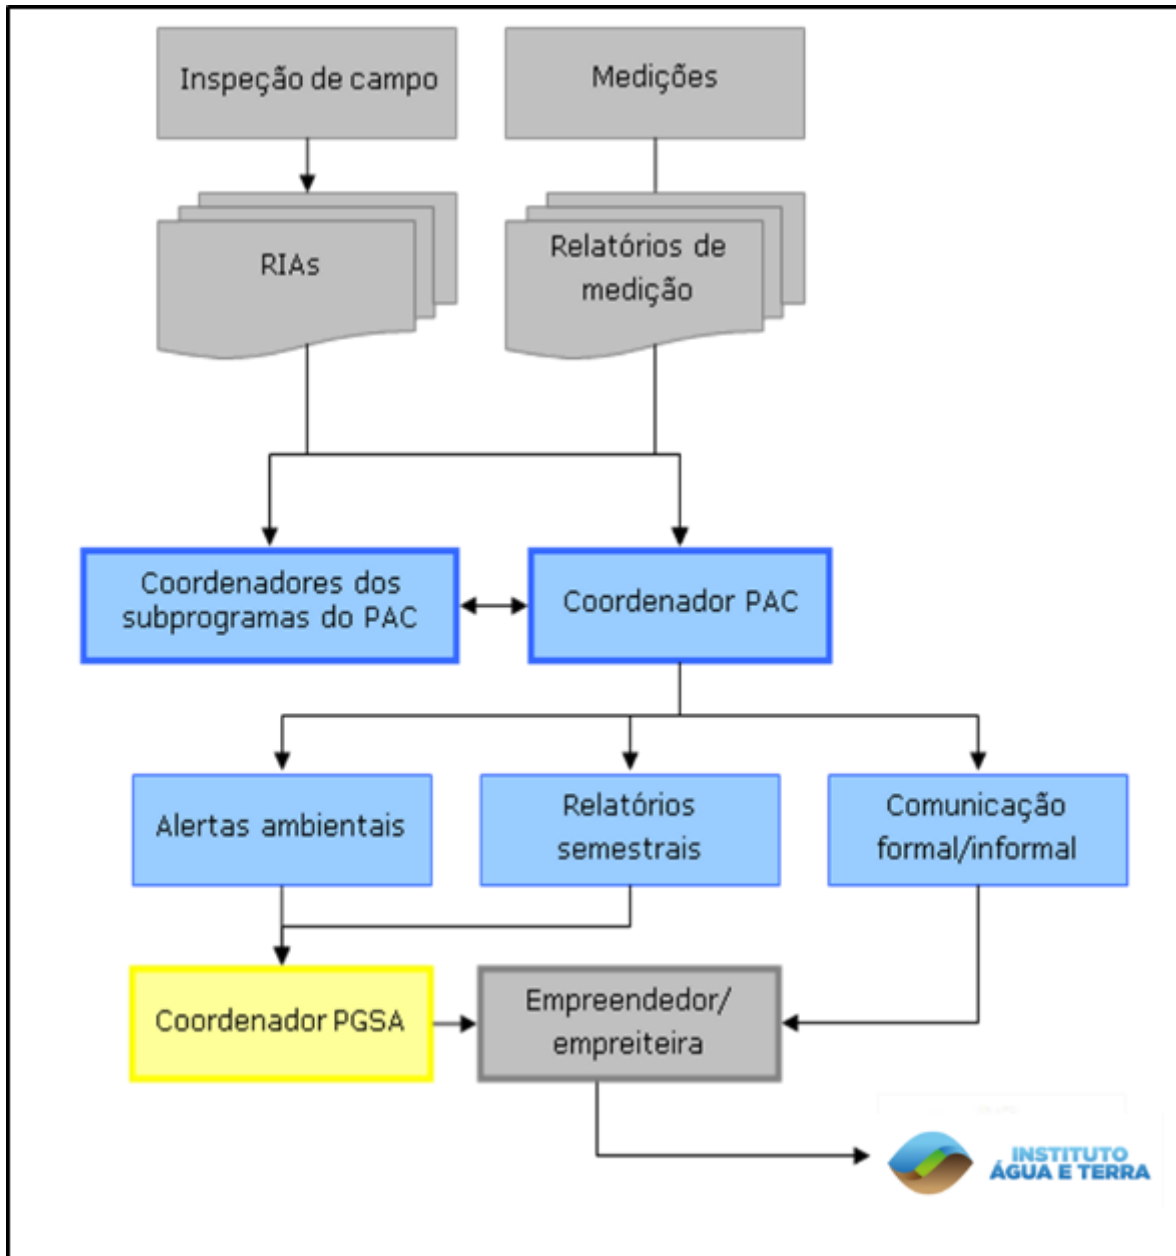 Inspeção de campo
Medições
RIAs
Relatórios de
medição
Coordenadores dos
subprogramas do PAC
Coordenador PAC
Alertas ambientais
Relatórios
semestrais
Comunicação
formal/informal
Coordenador PGSA
Empreendedor/
empreiteira
INSTITUTO
ÁGUA E TERRA